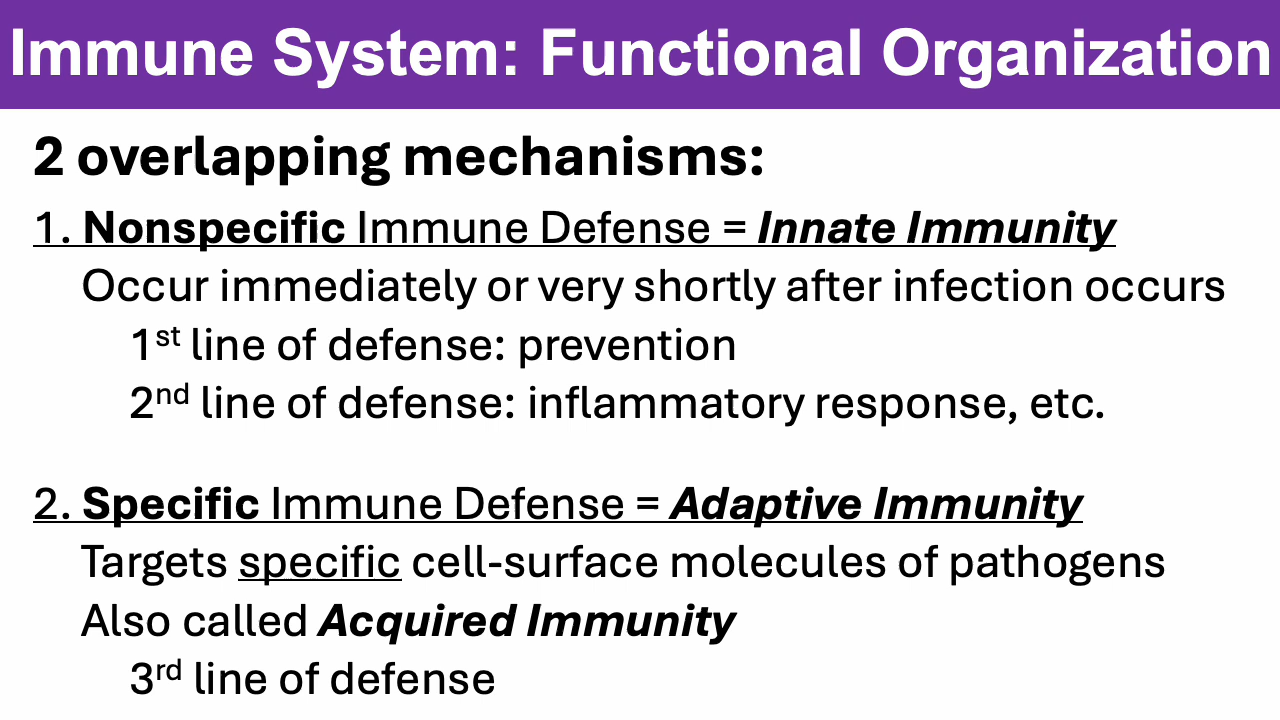 Immune System: Functional Organization
2 overlapping mechanisms:
1. Nonspecific Immune Defense = Innate Immunity
Occur immediately or very shortly after infection occurs
1st line of defense: prevention
2nd line of defense: inflammatory response, etc.
2. Specific Immune Defense = Adaptive Immunity
Targets specific cell-surface molecules of pathogens
Also called Acquired Immunity
3rd line of defense